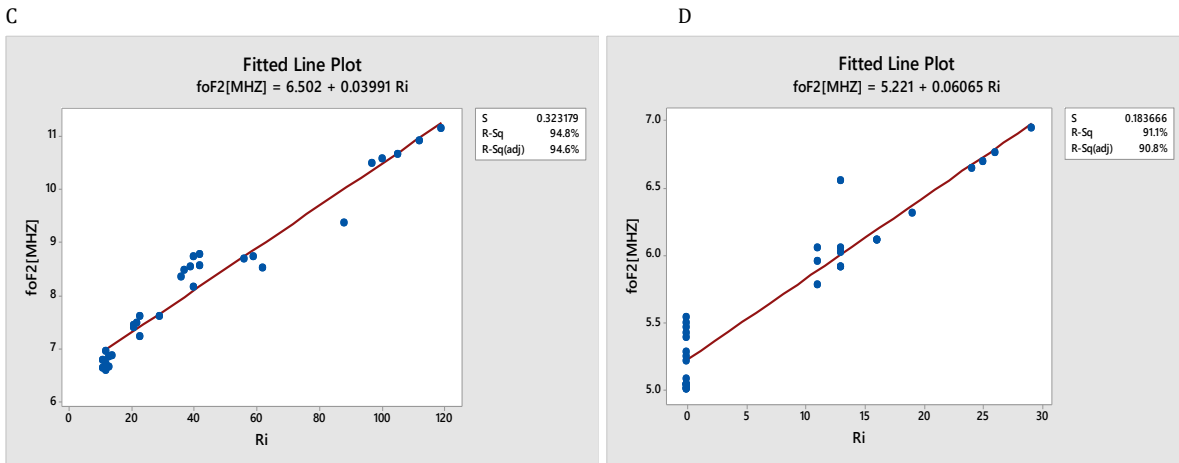 C
Fitted Line Plot
foF2[MHZ] = 6.502 + 0.03991 Ri
S 0.323179
R-Sq 94.8%
R-Sq(adj) 94.6%
foF2[MHZ]
11
10
9
8
7
6
0 20 40 60 80 100 120
Ri
D
Fitted Line Plot
foF2[MHZ] = 5.221 + 0.06065 Ri
S 0.183666
R-Sq 91.1%
R-Sq(adj) 90.8%
foF2[MHZ]
7.0
6.5
6.0
5.5
5.0
0 5 10 15 20 25 30
Ri